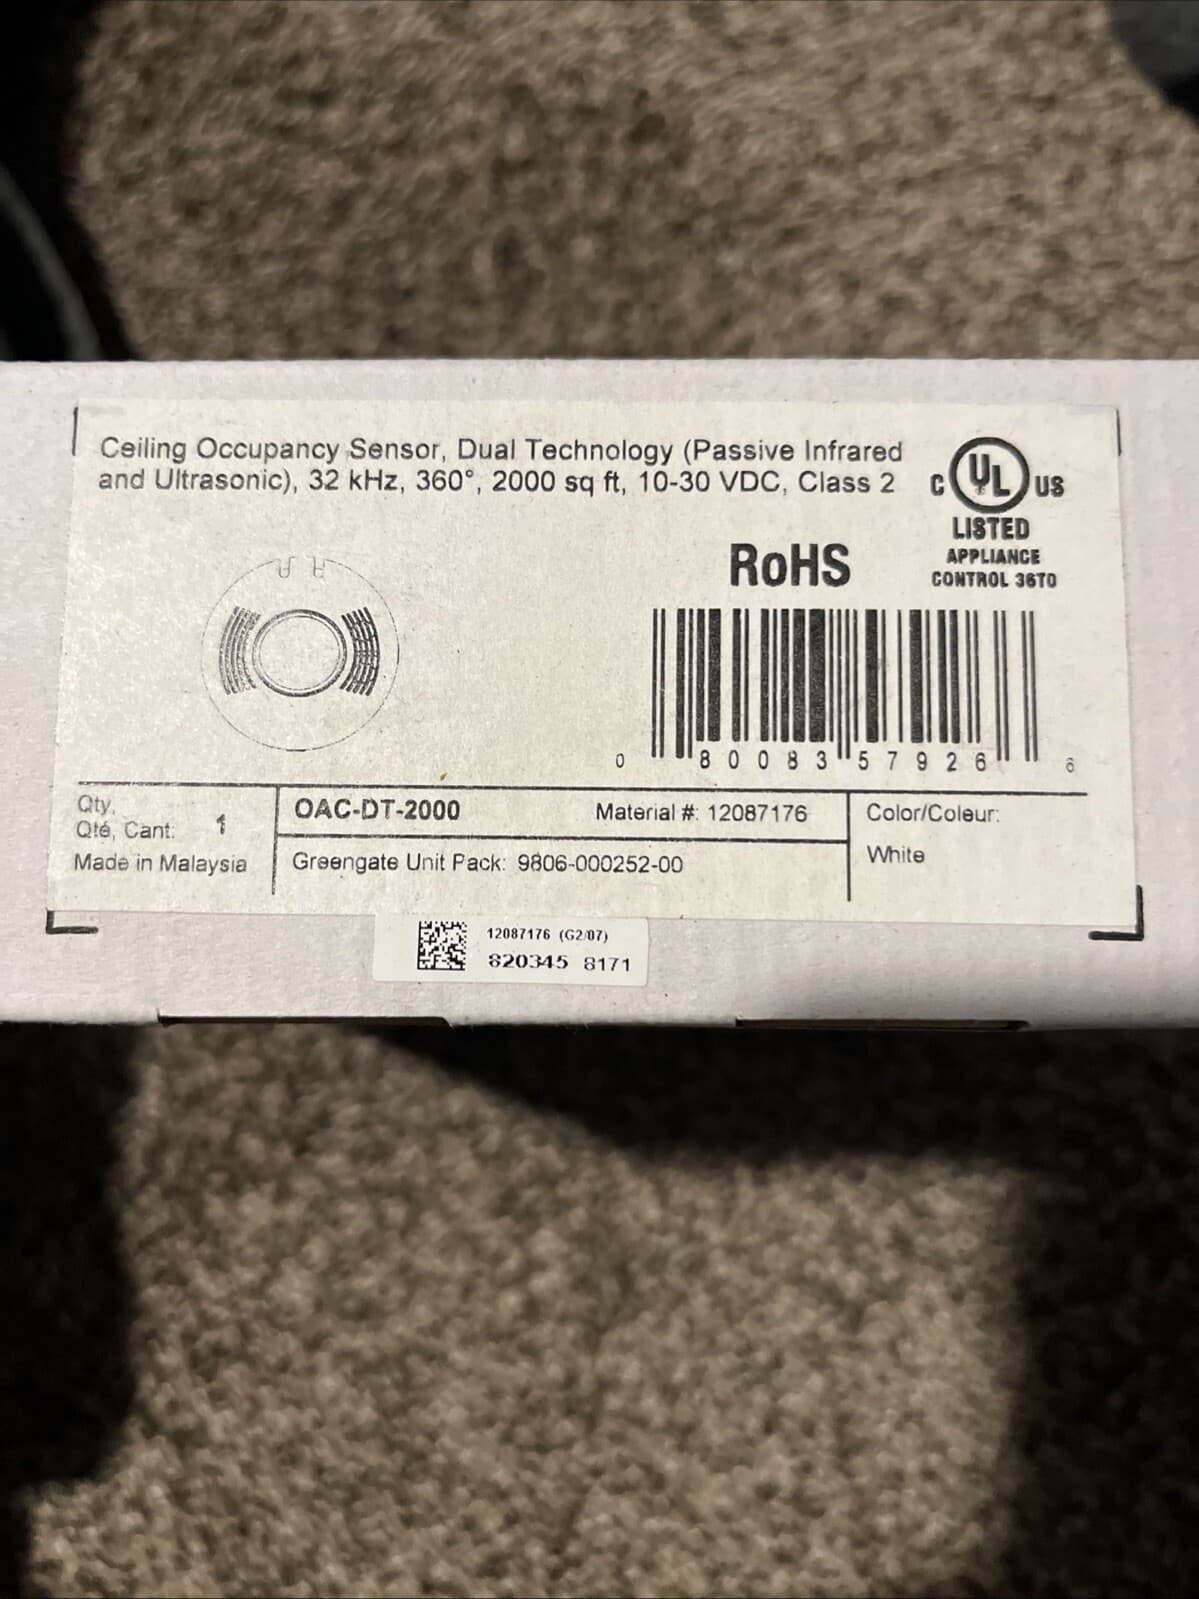 Ceiling Occupancy Sensor, Dual Technology (Passive Infrared
and Ultrasonic), 32 kHz, 360°, 2000 sq ft, 10-30 VDC, Class 2
C UL US
LISTED
APPLIANCE
CONTROL 36T0
RoHS
0 80083 57926 6
Qty.
Qté, Cant: 1
Made in Malaysia
OAC-DT-2000 Material #: 12087176
Greengate Unit Pack: 9806-000252-00
Color/Coleur:
White
12087176 (G2/07)
820345 8171